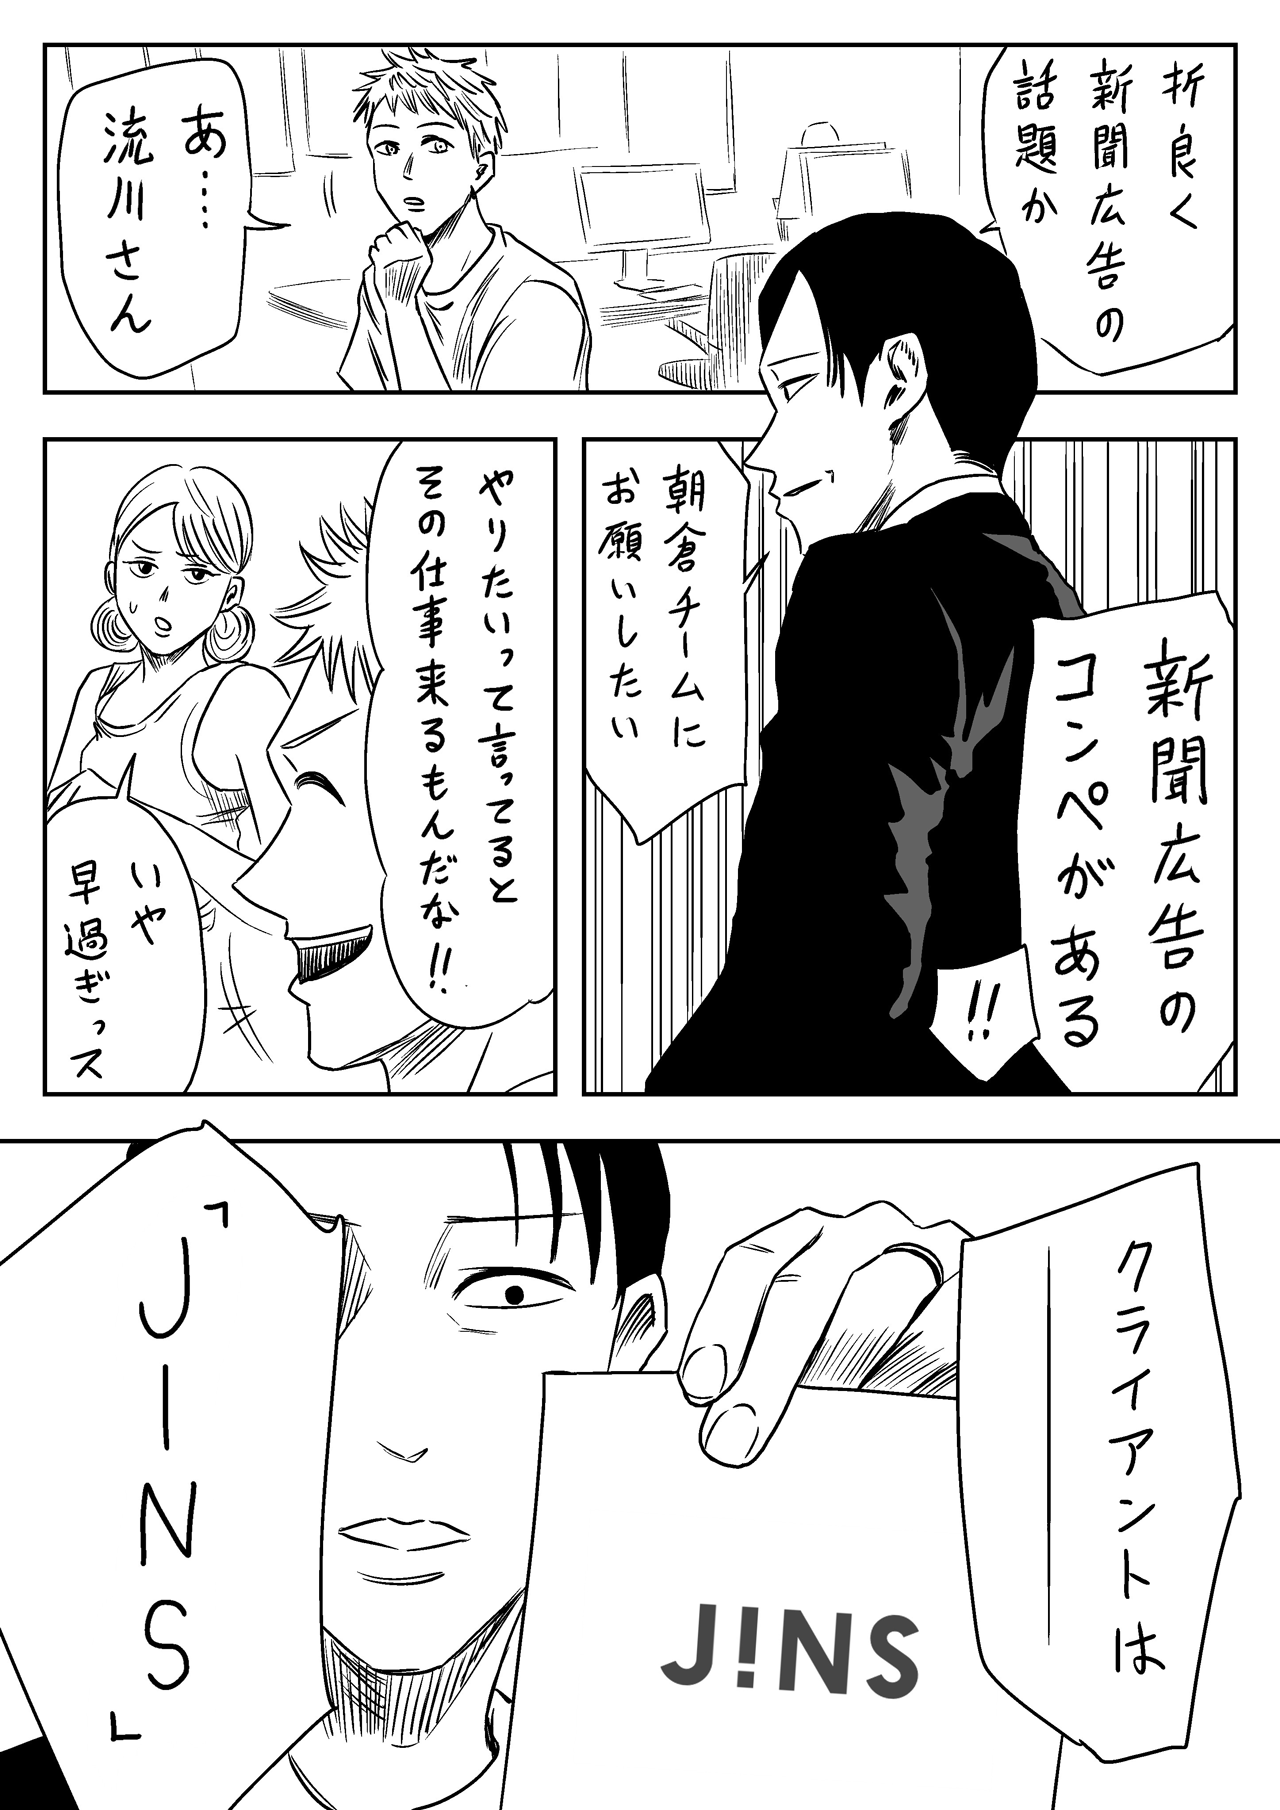 折良く
新聞広告の
話題か
あ…
流川さん
新聞広告の
コンペがある
!!
朝倉チームに
お願いしたい
やりたいって言ってると
その仕事来るもんだな!!
いや
早過ぎっス
クライアントは
「JINS」
J!NS